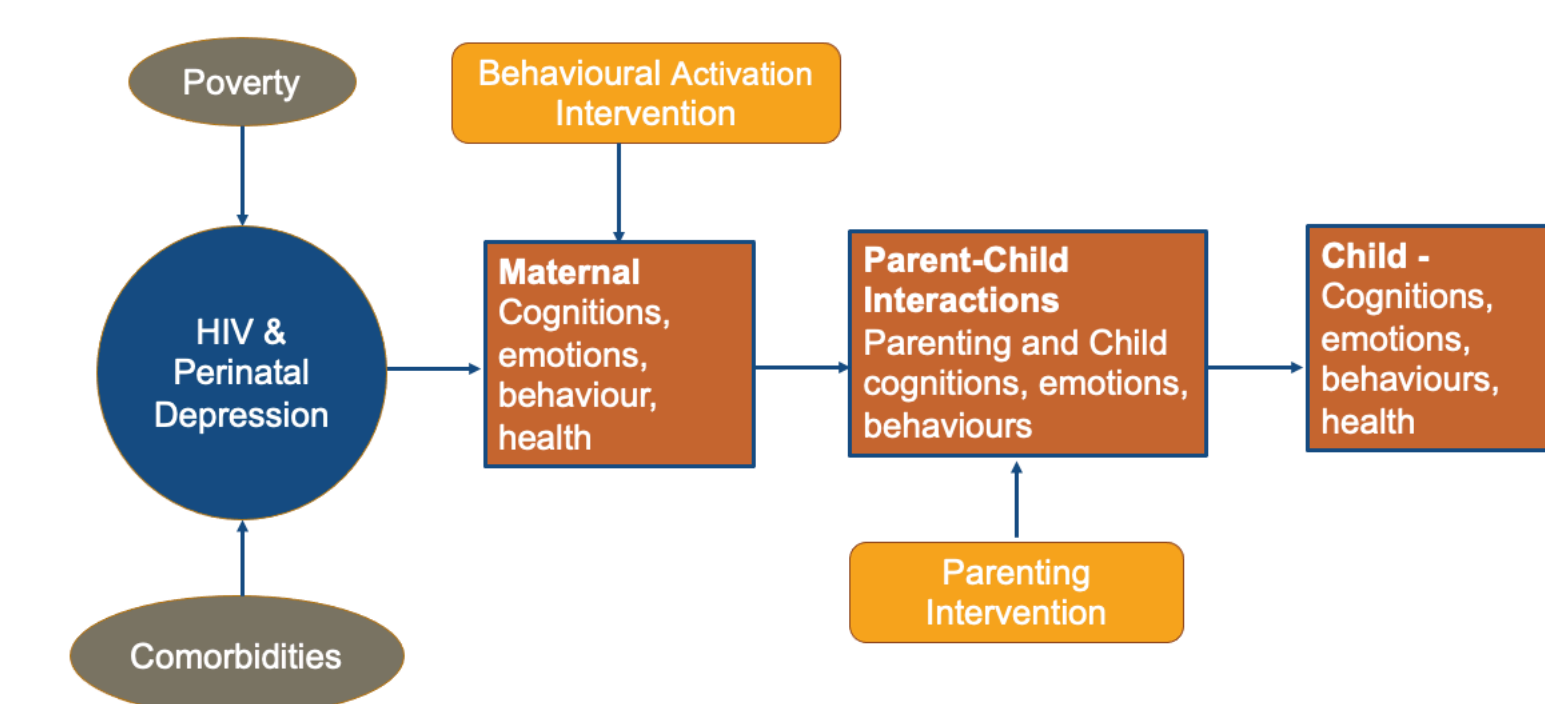 Poverty
Behavioural Activation
Intervention
HIV &
Perinatal
Depression
Maternal
Cognitions,
emotions,
behaviour,
health
Parent-Child
Interactions
Parenting and Child
cognitions, emotions,
behaviours
Child -
Cognitions,
emotions,
behaviours,
health
Parenting
Intervention
Comorbidities